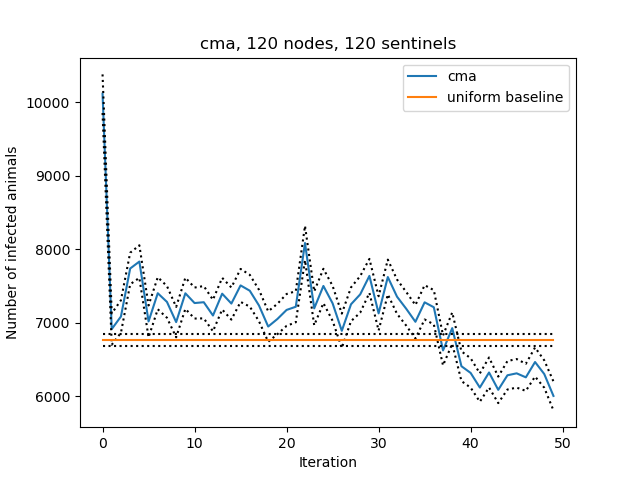 cma, 120 nodes, 120 sentinels
cma
uniform baseline
Number of infected animals
10000
9000
8000
7000
6000
0 10 20 30 40 50
Iteration